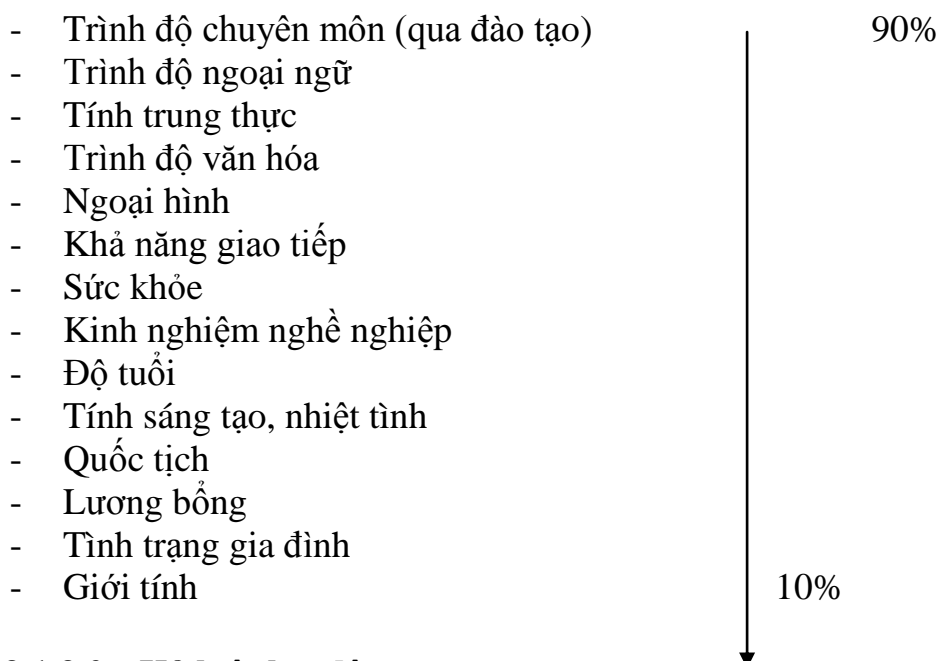 - Trình độ chuyên môn (qua đào tạo) 90%
- Trình độ ngoại ngữ
- Tính trung thực
- Trình độ văn hóa
- Ngoại hình
- Khả năng giao tiếp
- Sức khỏe
- Kinh nghiệm nghề nghiệp
- Độ tuổi
- Tính sáng tạo, nhiệt tình
- Quốc tịch
- Lương bổng
- Tình trạng gia đình
- Giới tính 10%